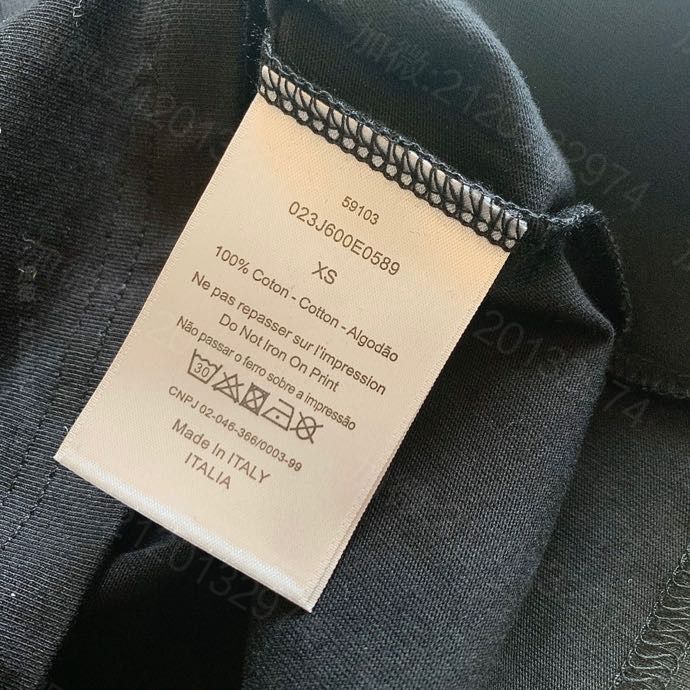 59103
023J600E0589
XS
100% Coton - Cotton - Algodão
Ne pas repasser sur l'impression
Do Not Iron On Print
Não passar o ferro sobre a impressão
30
CNPJ 02-046-366/0003-99
Made In ITALY
ITALIA